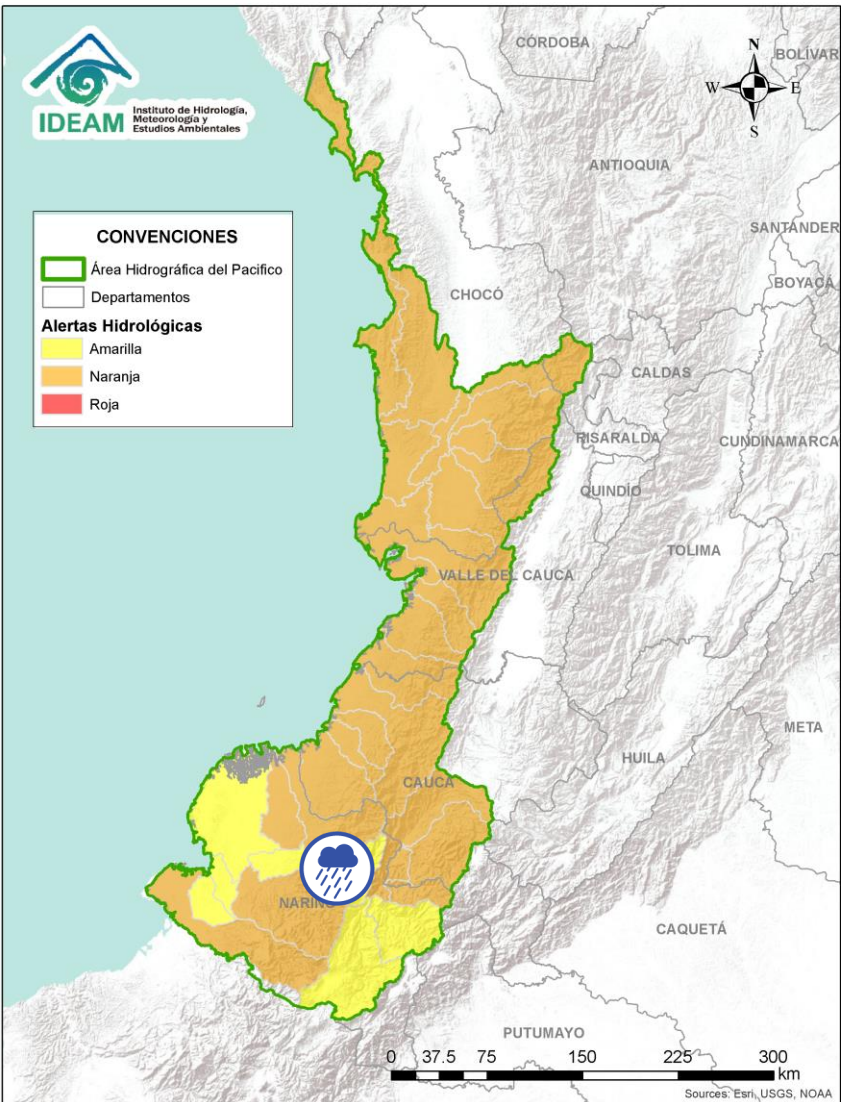 IDEAM
Instituto de Hidrología,
Meteorología y
Estudios Ambientales
CÓRDOBA
BOLIVAR
N
W
E
S
ANTIOQUIA
SANTANDER
CONVENCIONES
Área Hidrográfica del Pacifico
Departamentos
Alertas Hidrológicas
Amarilla
Naranja
Roja
BOYACÁ
CHOCÓ
CALDAS
RISARALDA
CUNDINAMARCA
QUINDÍO
TOLIMA
VALLE DEL CAUCA
META
HUILA
CAUCA
NARIÑO
CAQUETÁ
PUTUMAYO
0 37.5 75 150 225 300
km
Sources: Esri, USGS, NOAA